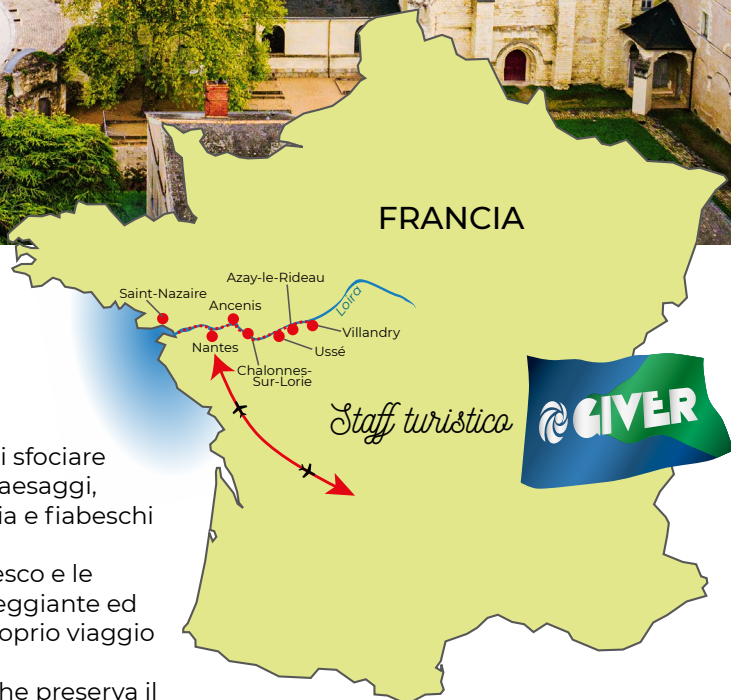 FRANCIA
Azay-le-Rideau
Loira
Saint-Nazaire
Ancenis
Villandry
Nantes
Ussé
Chalonnes-
Sur-Lorie
Staff turistico
GIVER
i sfociare
aesaggi,
ia e fiabeschi
esco e le
eggiante ed
oprio viaggio
he preserva il